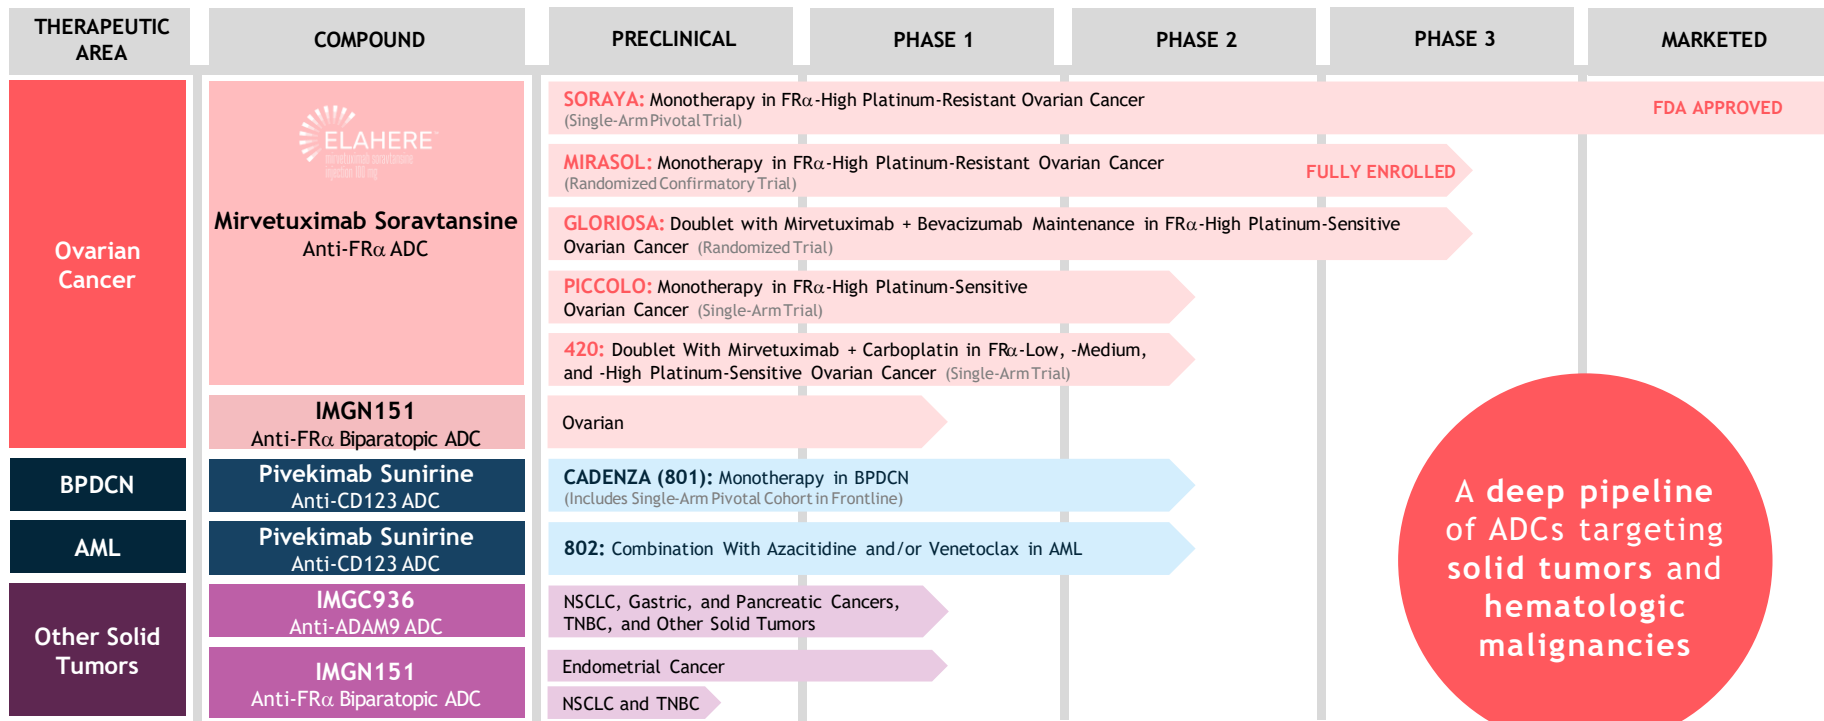 THERAPEUTIC
AREA
COMPOUND
PRECLINICAL
PHASE 1
PHASE 2
PHASE 3
MARKETED
Ovarian
Cancer
ELAHERE™
mirvetuximab soravtansine
injection 100 mg
Mirvetuximab Soravtansine
Anti-FRα ADC
SORAYA: Monotherapy in FRα-High Platinum-Resistant Ovarian Cancer
(Single-Arm Pivotal Trial)
FDA APPROVED
MIRASOL: Monotherapy in FRα-High Platinum-Resistant Ovarian Cancer
(Randomized Confirmatory Trial)
FULLY ENROLLED
GLORIOSA: Doublet with Mirvetuximab + Bevacizumab Maintenance in FRα-High Platinum-Sensitive
Ovarian Cancer (Randomized Trial)
PICCOLO: Monotherapy in FRα-High Platinum-Sensitive
Ovarian Cancer (Single-Arm Trial)
420: Doublet With Mirvetuximab + Carboplatin in FRα-Low, -Medium,
and -High Platinum-Sensitive Ovarian Cancer (Single-Arm Trial)
IMGN151
Anti-FRα Biparatopic ADC
Ovarian
BPDCN
Pivekimab Sunirine
Anti-CD123 ADC
CADENZA (801): Monotherapy in BPDCN
(Includes Single-Arm Pivotal Cohort in Frontline)
AML
Pivekimab Sunirine
Anti-CD123 ADC
802: Combination With Azacitidine and/or Venetoclax in AML
Other Solid
Tumors
IMGC936
Anti-ADAM9 ADC
NSCLC, Gastric, and Pancreatic Cancers,
TNBC, and Other Solid Tumors
IMGN151
Anti-FRα Biparatopic ADC
Endometrial Cancer
NSCLC and TNBC
A deep pipeline
of ADCs targeting
solid tumors and
hematologic
malignancies